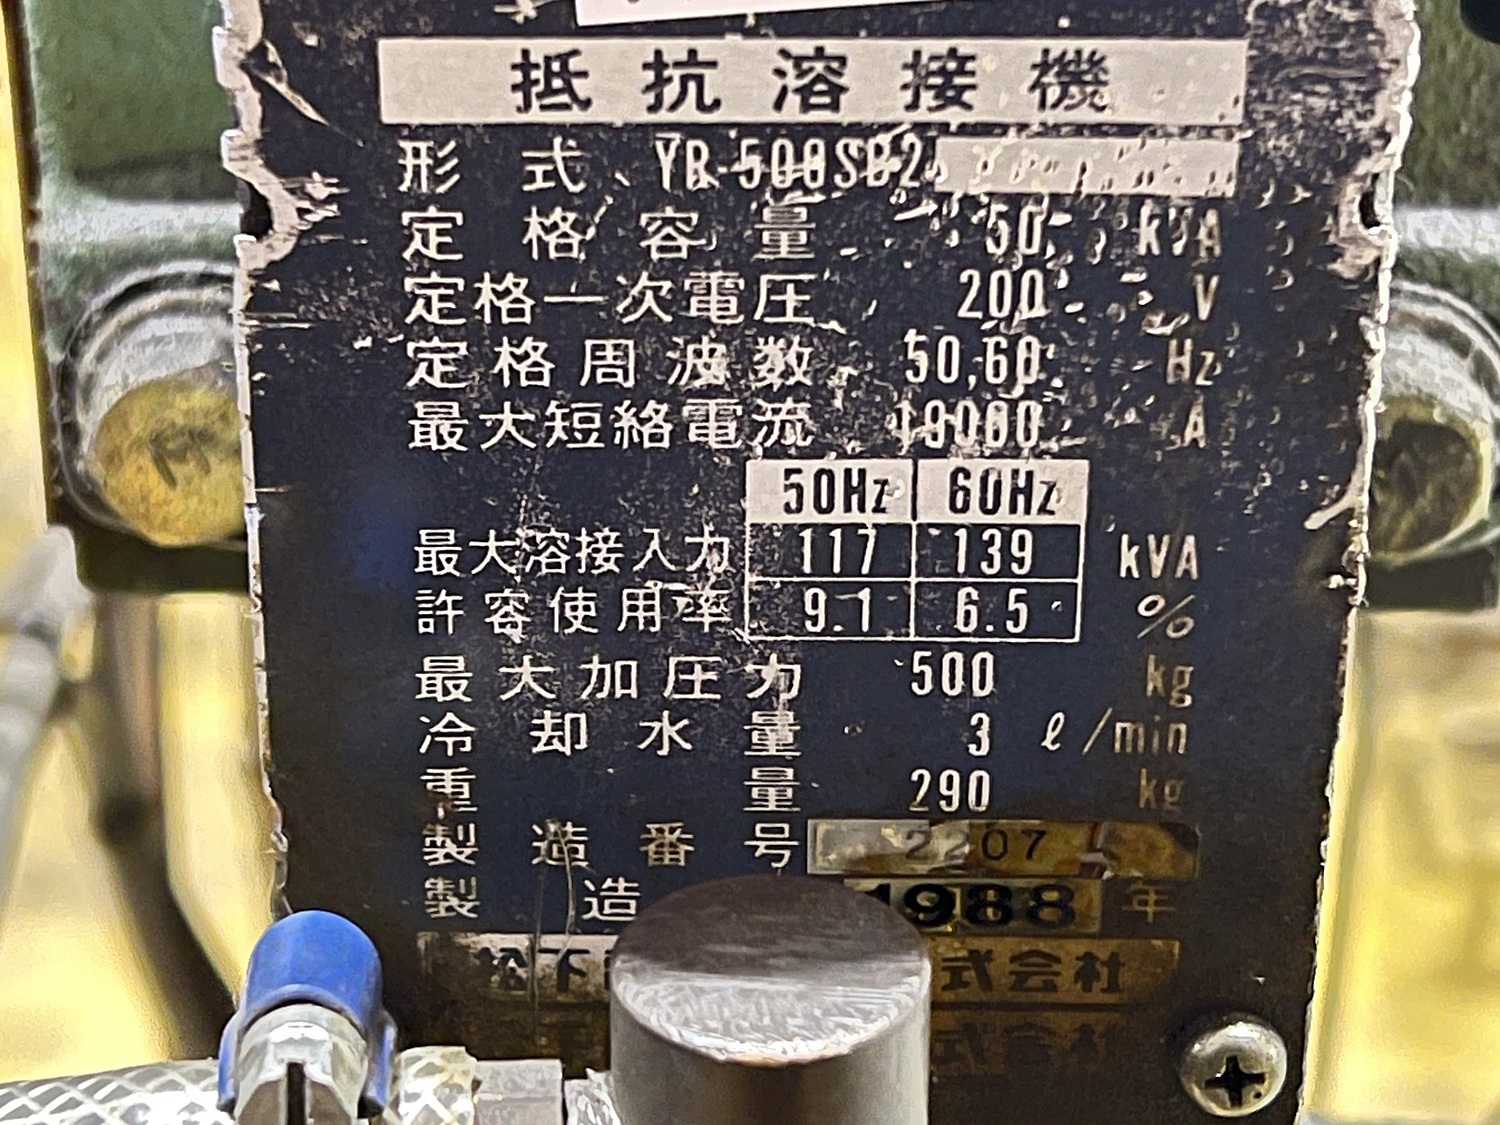 抵抗溶接機
形式 YR-500SB2
定格容量 50 kVA
定格一次電圧 200 V
定格周波数 50,60 Hz
最大短絡電流 19000 A
50Hz 60Hz
最大溶接入力 117 139 kVA
許容使用率 9.1 6.5 %
最大加圧力 500 kg
冷却水量 3 ℓ/min
重量 290 kg
製造番号 2207
製造 1988 年
松下 式会社